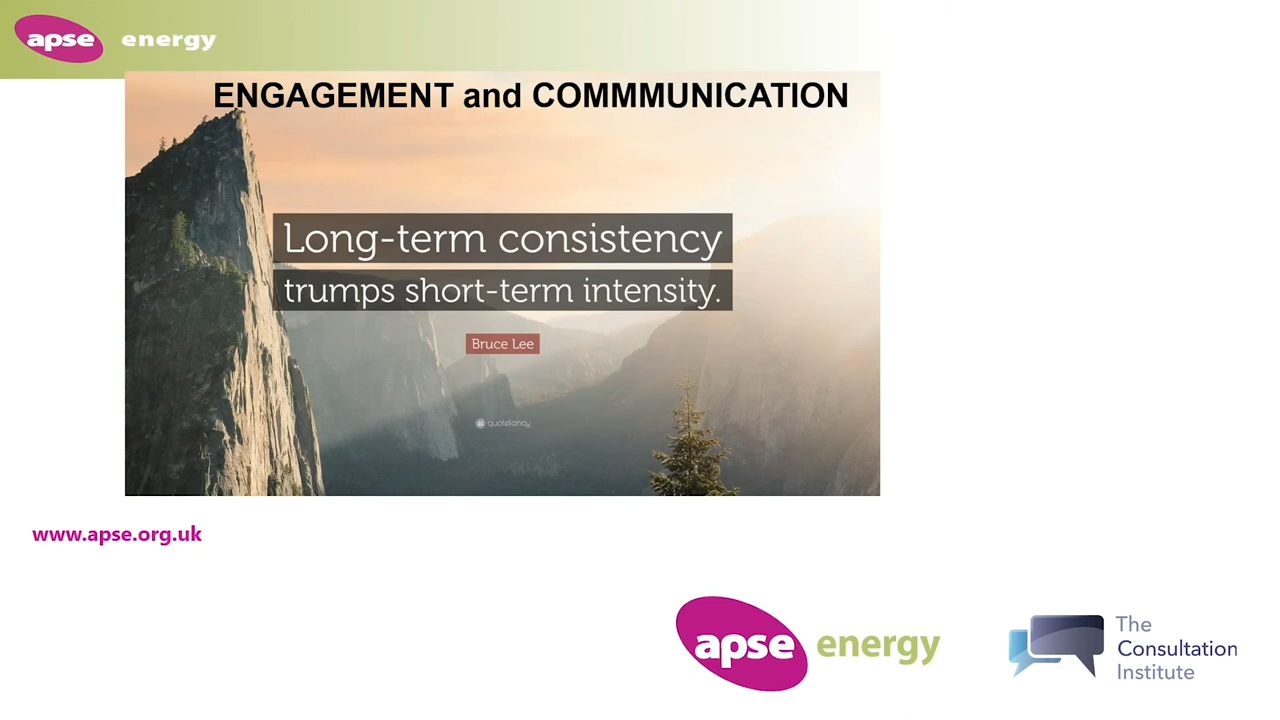 apse energy
ENGAGEMENT and COMMMUNICATION
Long-term consistency
trumps short-term intensity.
Bruce Lee
quotefancy
www.apse.org.uk
apse energy
The
Consultation
Institute